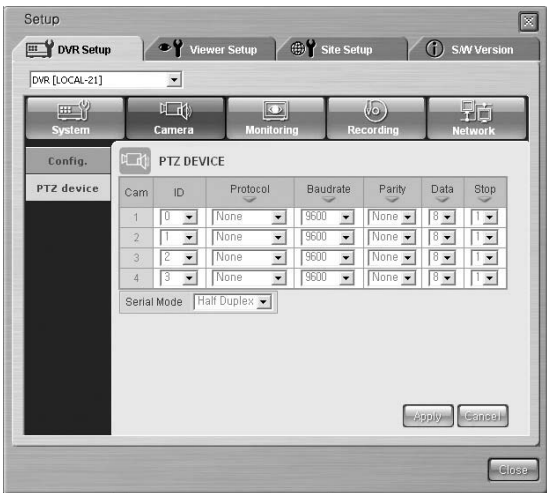 Setup
DVR Setup Viewer Setup Site Setup S/W Version
DVR [LOCAL-21]
System Camera Monitoring Recording Network
Config.
PTZ device
PTZ DEVICE
Cam ID Protocol Baudrate Parity Data Stop
1 0 None 9600 None 8 1
2 1 None 9600 None 8 1
3 2 None 9600 None 8 1
4 3 None 9600 None 8 1
Serial Mode Half Duplex
Apply Cancel
Close